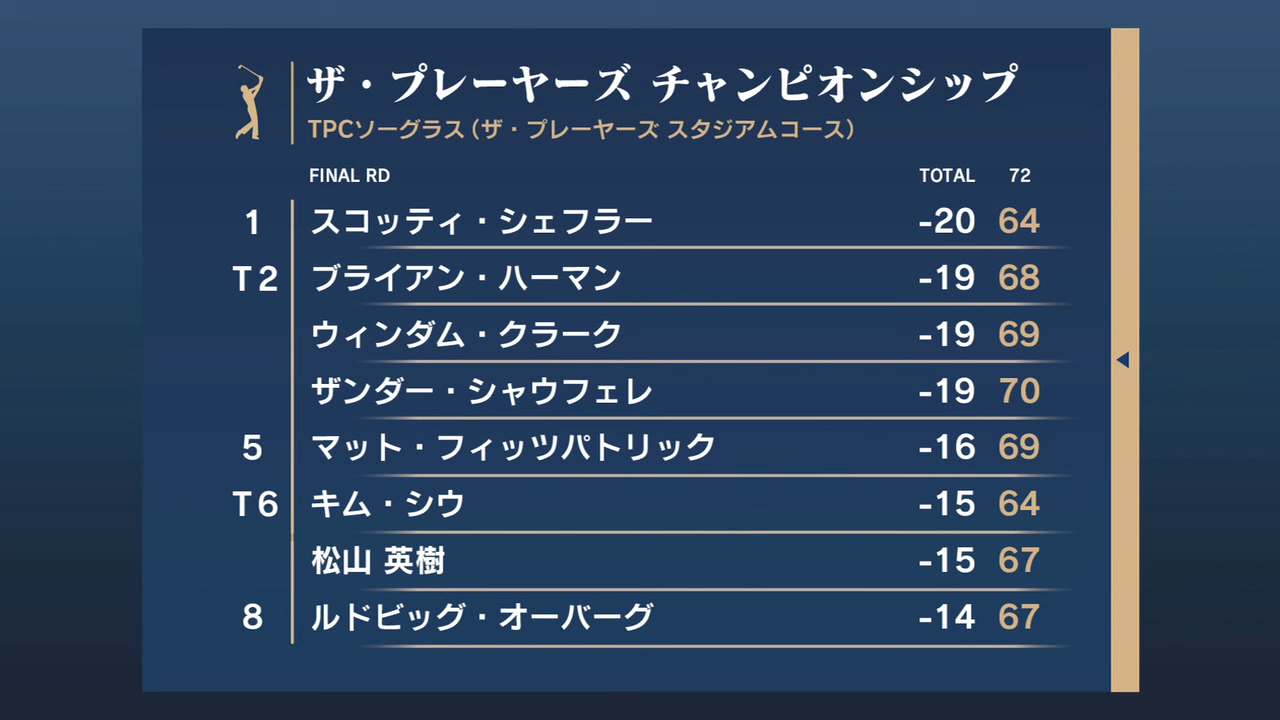 ザ・プレーヤーズ チャンピオンシップ
TPCソーグラス（ザ・プレーヤーズ スタジアムコース）
FINAL RD TOTAL 72
1 スコッティ・シェフラー -20 64
T2 ブライアン・ハーマン -19 68
ウィンダム・クラーク -19 69
ザンダー・シャウフェレ -19 70
5 マット・フィッツパトリック -16 69
T6 キム・シウ -15 64
松山 英樹 -15 67
8 ルドビッグ・オーバーグ -14 67